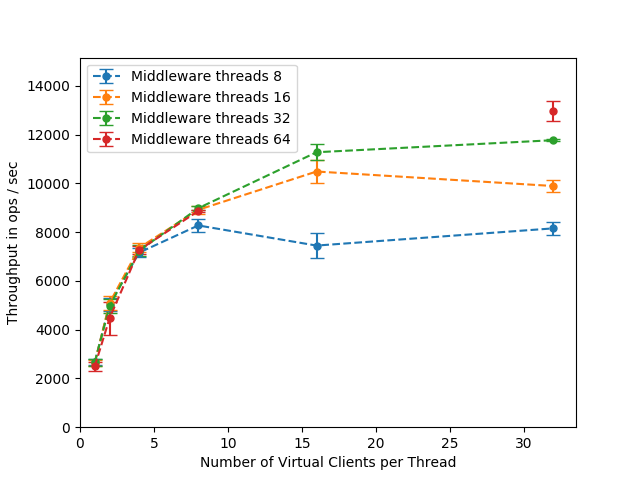 Middleware threads 8
Middleware threads 16
Middleware threads 32
Middleware threads 64
14000
12000
10000
8000
6000
4000
2000
0
Throughput in ops / sec
0 5 10 15 20 25 30
Number of Virtual Clients per Thread